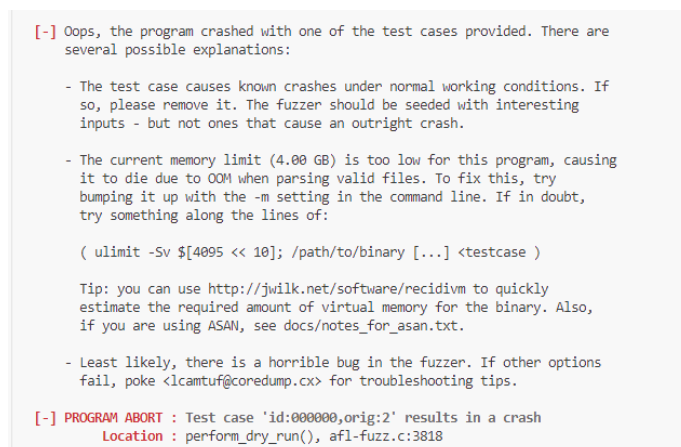 [-] Oops, the program crashed with one of the test cases provided. There are
several possible explanations:
- The test case causes known crashes under normal working conditions. If
so, please remove it. The fuzzer should be seeded with interesting
inputs - but not ones that cause an outright crash.
- The current memory limit (4.00 GB) is too low for this program, causing
it to die due to OOM when parsing valid files. To fix this, try
bumping it up with the -m setting in the command line. If in doubt,
try something along the lines of:
( ulimit -Sv $[4095 << 10]; /path/to/binary [...] <testcase )
Tip: you can use http://jwilk.net/software/recidivm to quickly
estimate the required amount of virtual memory for the binary. Also,
if you are using ASAN, see docs/notes_for_asan.txt.
- Least likely, there is a horrible bug in the fuzzer. If other options
fail, poke <lcamtuf@coredump.cx> for troubleshooting tips.
[-] PROGRAM ABORT : Test case 'id:000000,orig:2' results in a crash
Location : perform_dry_run(), afl-fuzz.c:3818